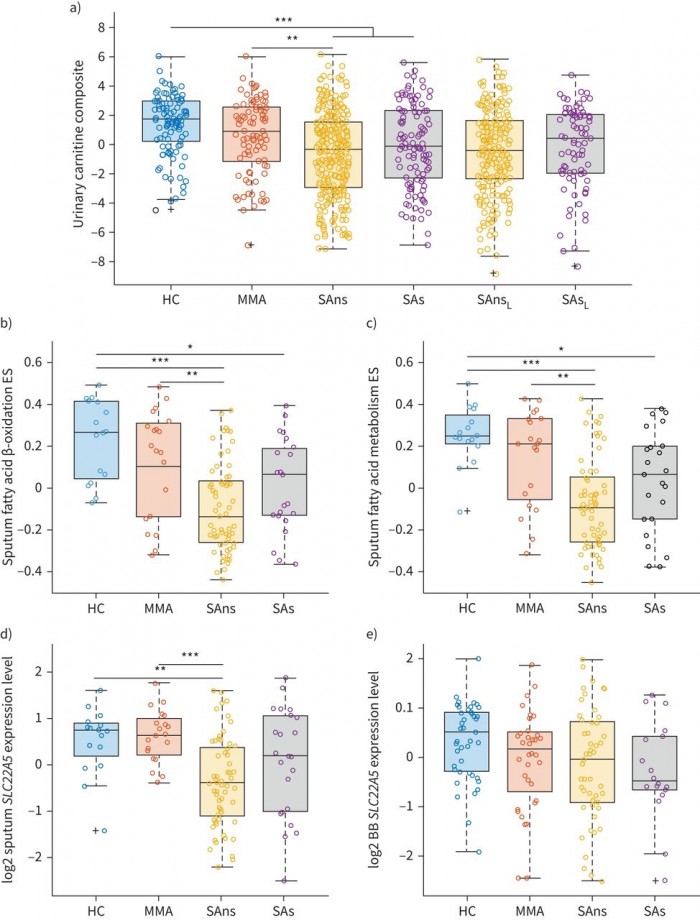 a)
***
**
8
6
4
2
0
−2
−4
−6
−8
Urinary carnitine composite
HC MMA SAns SAs SAnsL SAsL
b)
*
***
**
0.6
0.4
0.2
0
−0.2
−0.4
Sputum fatty acid β-oxidation ES
HC MMA SAns SAs
c)
*
***
**
0.6
0.4
0.2
0
−0.2
−0.4
Sputum fatty acid metabolism ES
HC MMA SAns SAs
d)
***
**
2
1
0
−1
−2
log2 sputum SLC22A5 expression level
HC MMA SAns SAs
e)
2
0.1
0
−1
−2
log2 BB SLC22A5 expression level
HC MMA SAns SAs